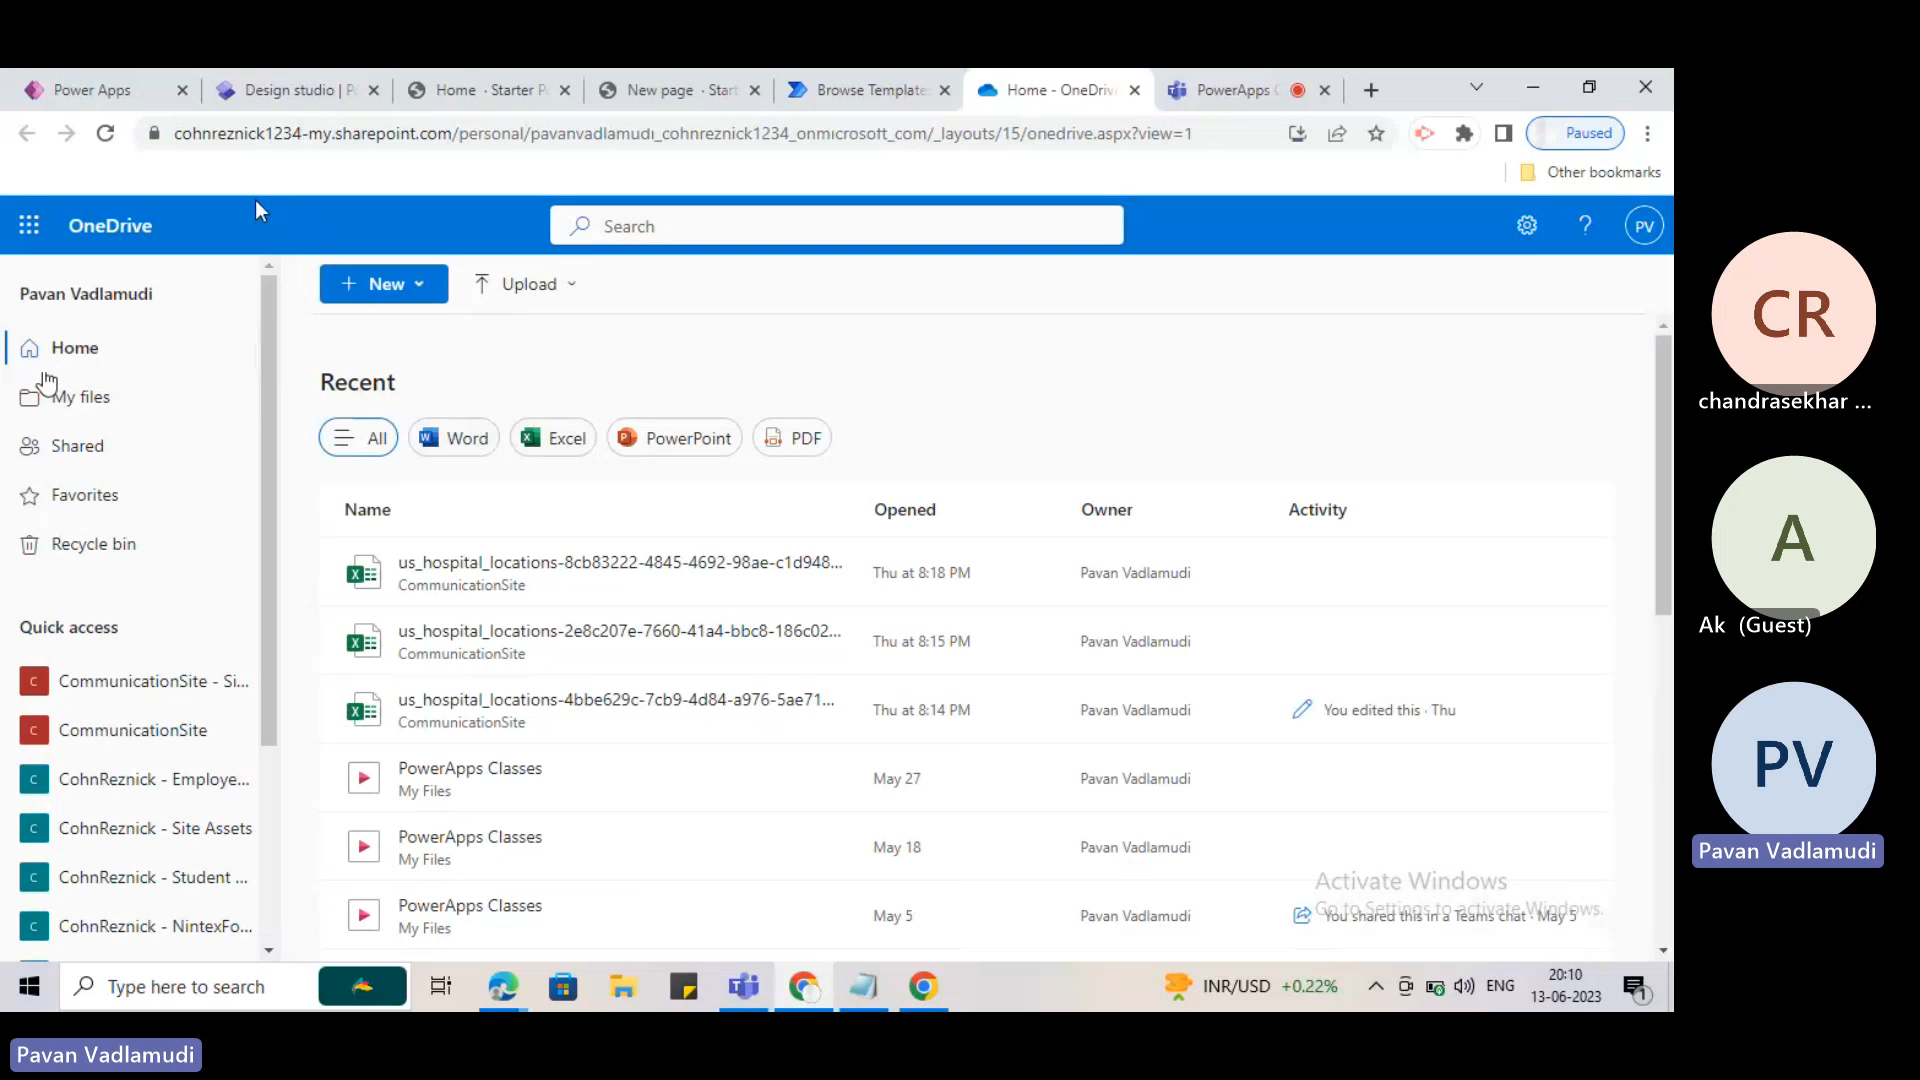 Power Apps
Design studio | P
Home - Starter P
New page - Start
Browse Template
Home - OneDriv
PowerApps C
cohnreznick1234-my.sharepoint.com/personal/pavanvadlamudi_cohnreznick1234_onmicrosoft_com/_layouts/15/onedrive.aspx?view=1
Paused
Other bookmarks
OneDrive
Search
PV
Pavan Vadlamudi
Home
My files
Shared
Favorites
Recycle bin
Quick access
C CommunicationSite - Si...
C CommunicationSite
C CohnReznick - Employe...
C CohnReznick - Site Assets
C CohnReznick - Student ...
C CohnReznick - NintexFo...
+ New
Upload
Recent
All
Word
Excel
PowerPoint
PDF
Name Opened Owner Activity
us_hospital_locations-8cb83222-4845-4692-98ae-c1d948... Thu at 8:18 PM Pavan Vadlamudi
CommunicationSite
us_hospital_locations-2e8c207e-7660-41a4-bbc8-186c02... Thu at 8:15 PM Pavan Vadlamudi
CommunicationSite
us_hospital_locations-4bbe629c-7cb9-4d84-a976-5ae71... Thu at 8:14 PM Pavan Vadlamudi You edited this · Thu
CommunicationSite
PowerApps Classes May 27 Pavan Vadlamudi
My Files
PowerApps Classes May 18 Pavan Vadlamudi
My Files
PowerApps Classes May 5 Pavan Vadlamudi You shared this in a Teams chat · May 5
My Files
Activate Windows
Go to Settings to activate Windows.
Type here to search
INR/USD +0.22%
ENG
20:10
13-06-2023
1
CR
chandrasekhar ...
A
Ak (Guest)
PV
Pavan Vadlamudi
Pavan Vadlamudi